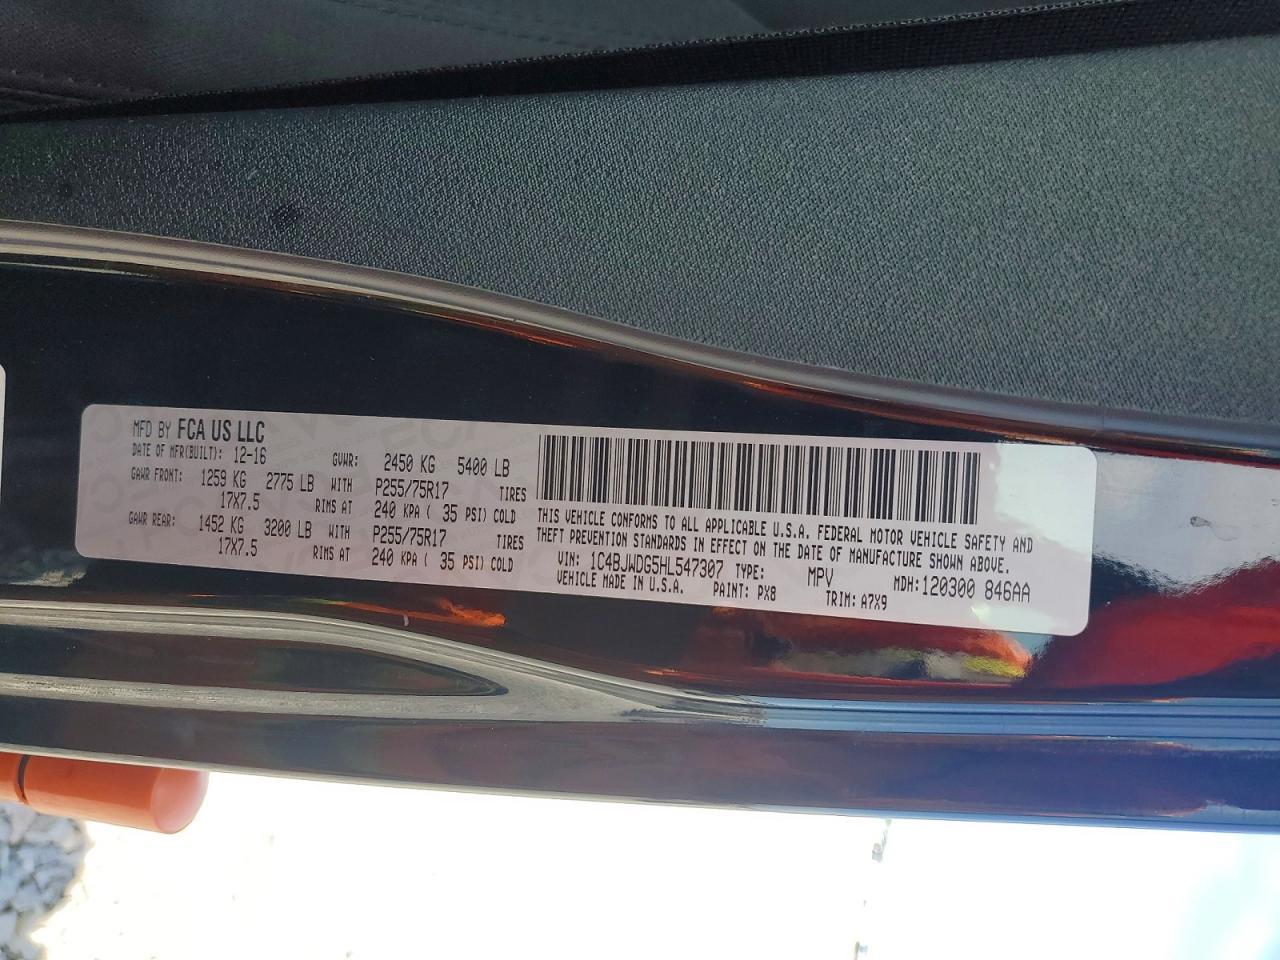 MFD BY FCA US LLC
DATE OF MFR(BUILT): 12-16 GVWR: 2450 KG 5400 LB
GAWR FRONT: 1259 KG 2775 LB WITH P255/75R17 TIRES
17X7.5 RIMS AT 240 KPA ( 35 PSI) COLD
GAWR REAR: 1452 KG 3200 LB WITH P255/75R17 TIRES
17X7.5 RIMS AT 240 KPA ( 35 PSI) COLD
THIS VEHICLE CONFORMS TO ALL APPLICABLE U.S.A. FEDERAL MOTOR VEHICLE SAFETY AND
THEFT PREVENTION STANDARDS IN EFFECT ON THE DATE OF MANUFACTURE SHOWN ABOVE.
VIN: 1C4BJWDG5HL547307 TYPE: MPV MDH: 120300 846AA
VEHICLE MADE IN U.S.A. PAINT: PX8 TRIM: A7X9